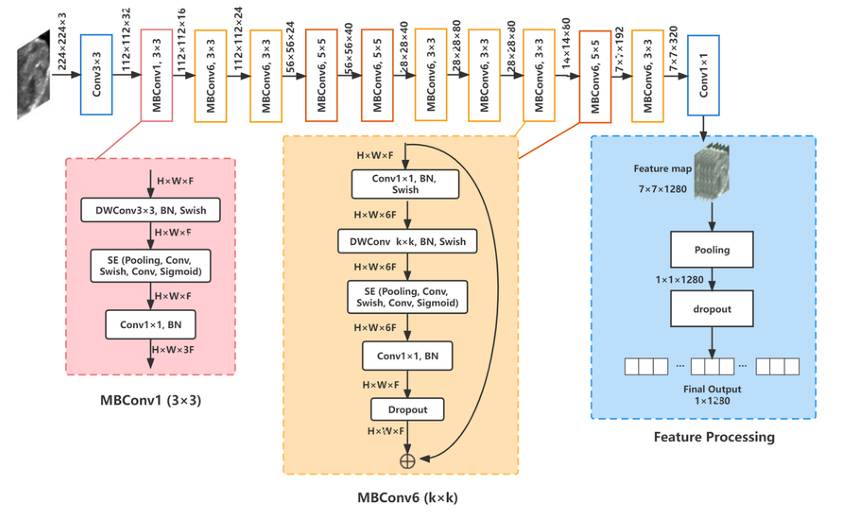 224×224×3
Conv3×3
112×112×32
MBConv1, 3×3
112×112×16
MBConv6, 3×3
112×112×24
MBConv6, 3×3
56×56×24
MBConv6, 5×5
56×56×40
MBConv6, 5×5
28×28×40
MBConv6, 3×3
28×28×80
MBConv6, 3×3
28×28×80
MBConv6, 3×3
14×14×80
MBConv6, 5×5
7×7×192
MBConv6, 3×3
7×7×320
Conv1×1
H×W×F
DWConv3×3, BN, Swish
H×W×F
SE (Pooling, Conv,
Swish, Conv, Sigmoid)
H×W×F
Conv1×1, BN
H×W×3F
MBConv1 (3×3)
H×W×F
Conv1×1, BN,
Swish
H×W×6F
DWConv k×k, BN, Swish
H×W×6F
SE (Pooling, Conv,
Swish, Conv, Sigmoid)
H×W×6F
Conv1×1, BN
H×W×F
Dropout
H×W×F
MBConv6 (k×k)
Feature map
7×7×1280
Pooling
1×1×1280
dropout
... ...
Final Output
1×1280
Feature Processing